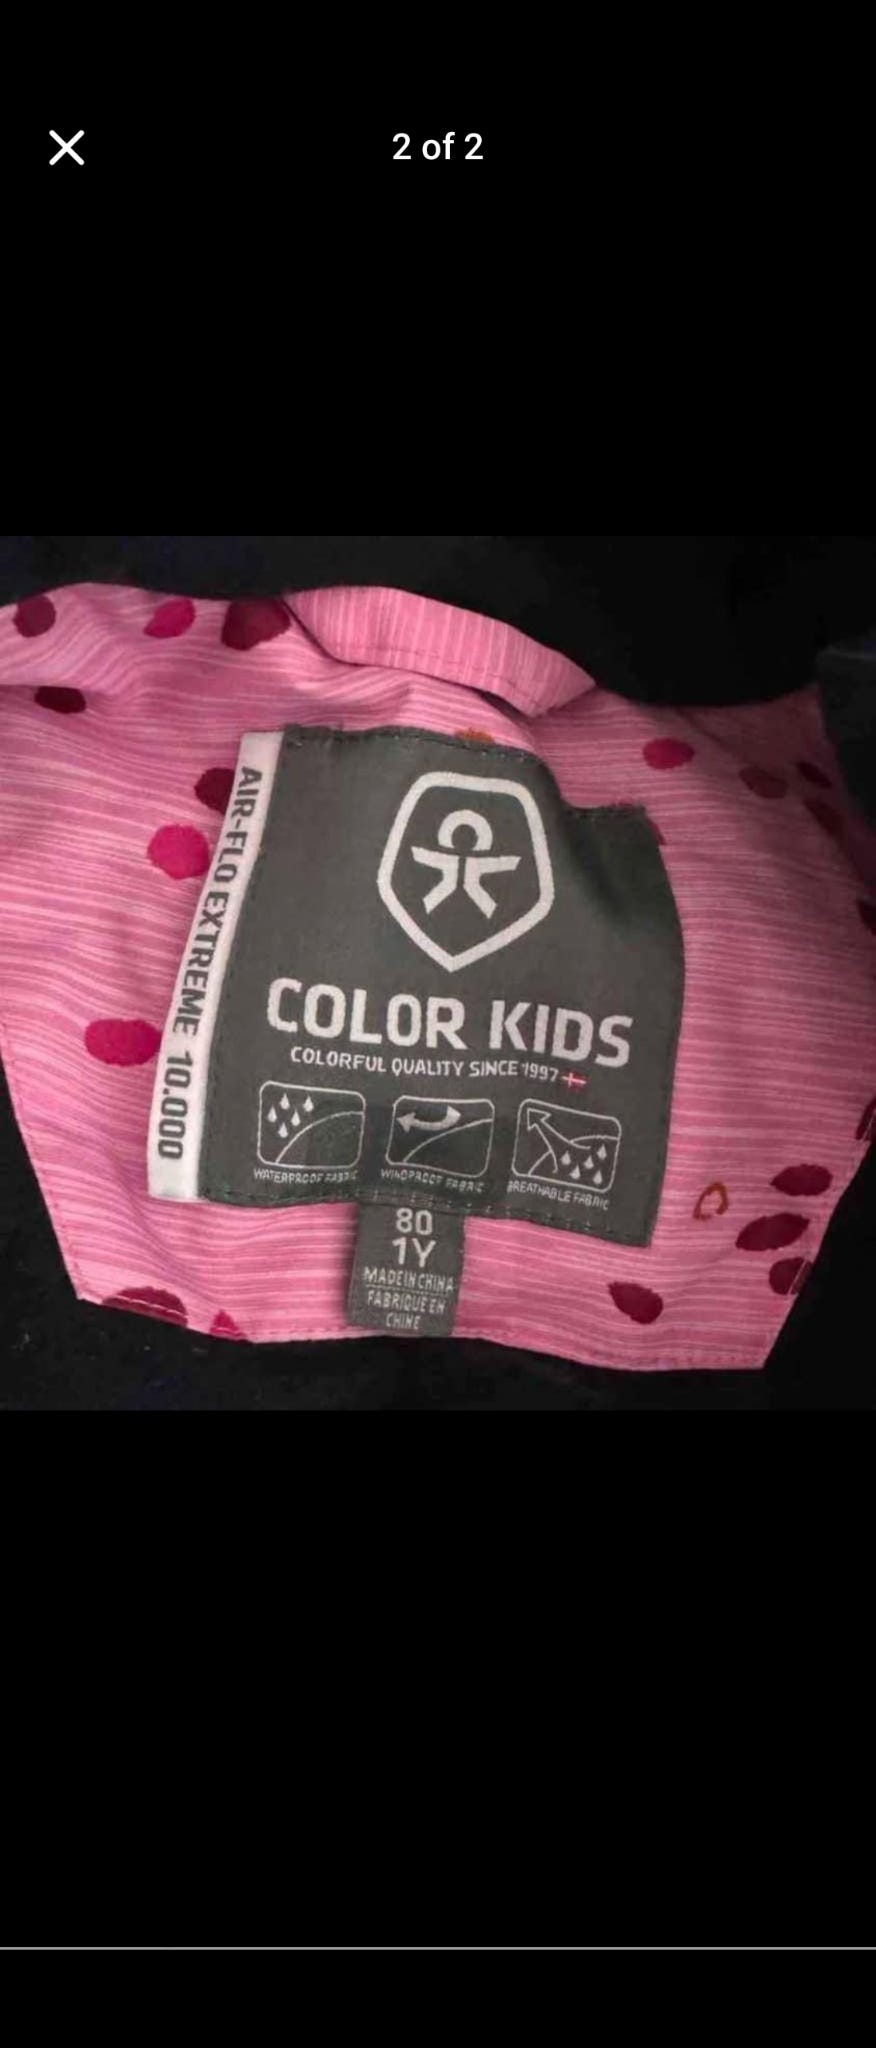 2 of 2
AIR-FLO EXTREME 10.000
COLOR KIDS
COLORFUL QUALITY SINCE 1997
WATERPROOF FABRIC
WINDPROOF FABRIC
BREATHABLE FABRIC
80
1Y
MADE IN CHINA
FABRIQUE EN
CHINE